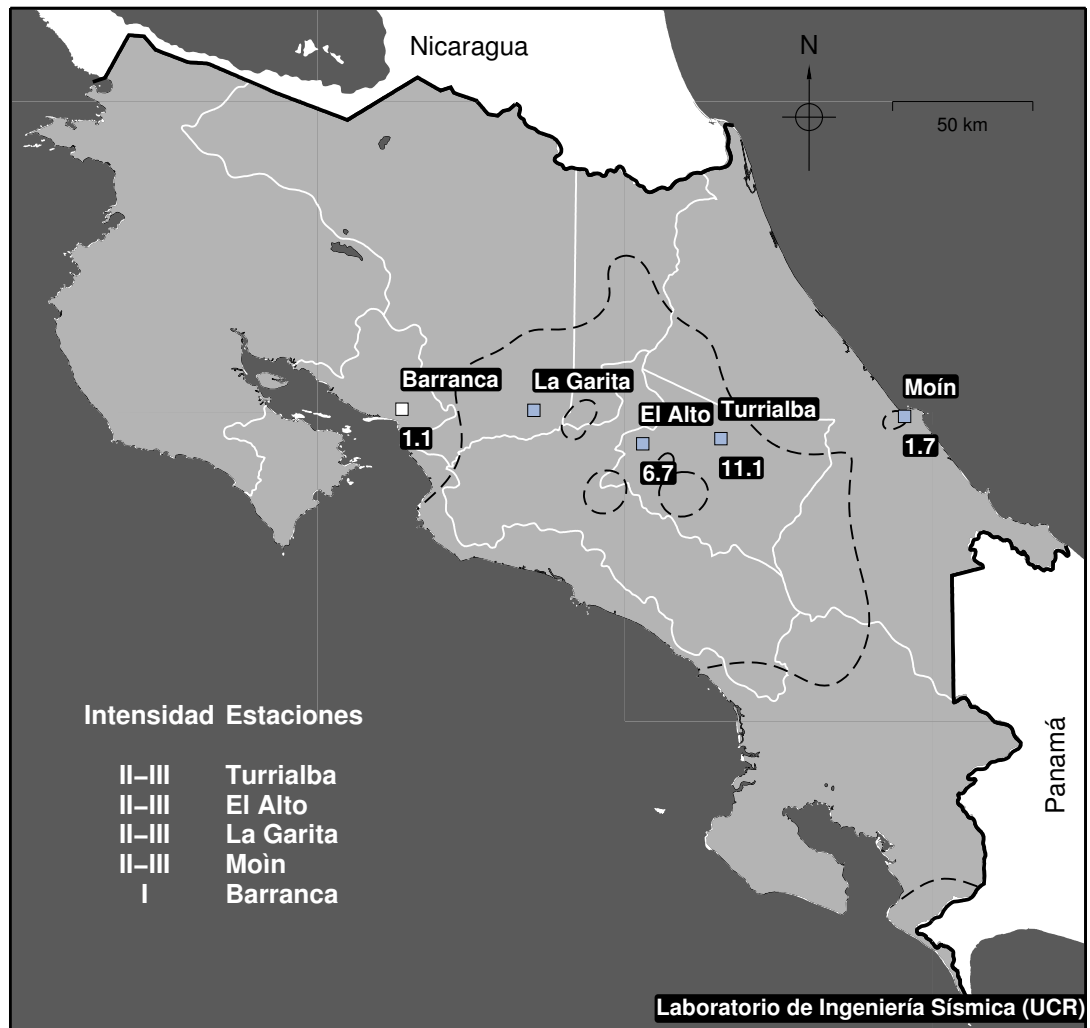 Nicaragua
N
50 km
Barranca
La Garita
Moín
El Alto
Turrialba
1.1
1.7
6.7
11.1
Intensidad Estaciones
II–III Turrialba
II–III El Alto
II–III La Garita
II–III Moìn
I Barranca
Panamá
Laboratorio de Ingeniería Sísmica (UCR)